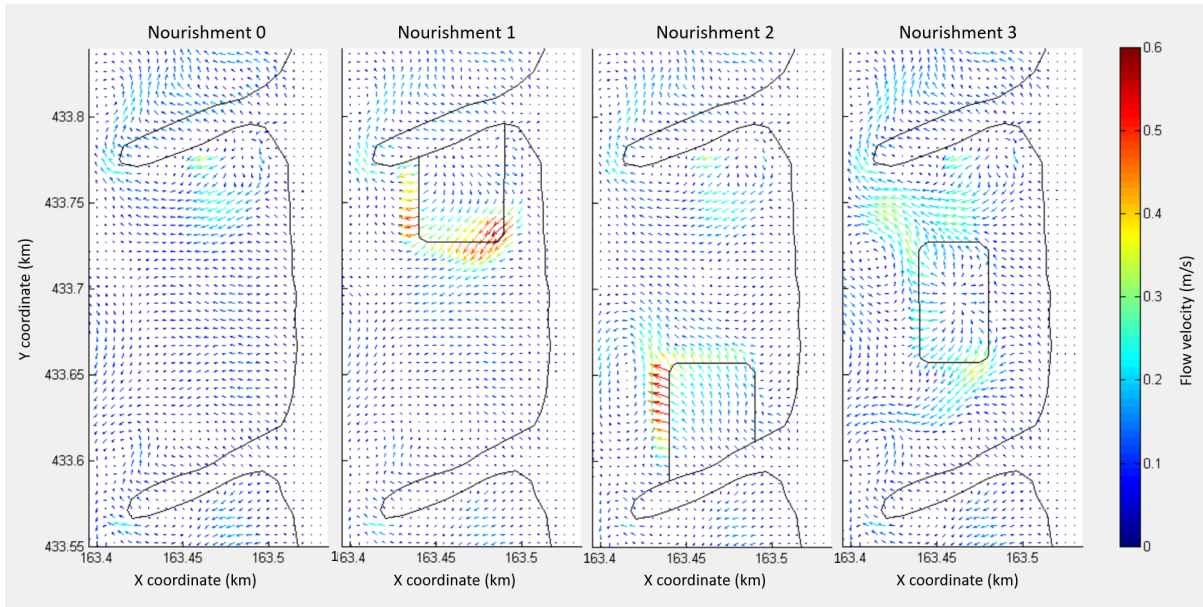 Nourishment 0 Nourishment 1 Nourishment 2 Nourishment 3
0.6
0.5
0.4
0.3
0.2
0.1
0
Flow velocity (m/s)
Y coordinate (km)
433.8
433.75
433.7
433.65
433.6
433.55
163.4 163.45 163.5 163.4 163.45 163.5 163.4 163.45 163.5 163.4 163.45 163.5
X coordinate (km) X coordinate (km) X coordinate (km) X coordinate (km)